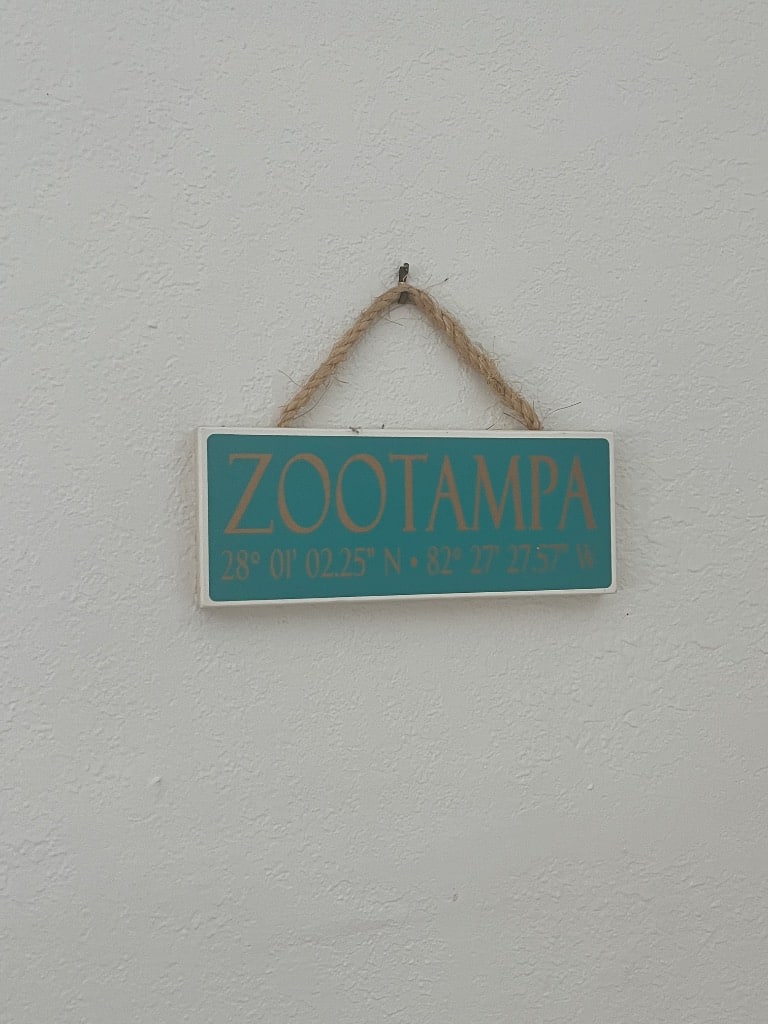 ZOOTAMPA
28° 01' 02.25" N • 82° 27' 27.57" W